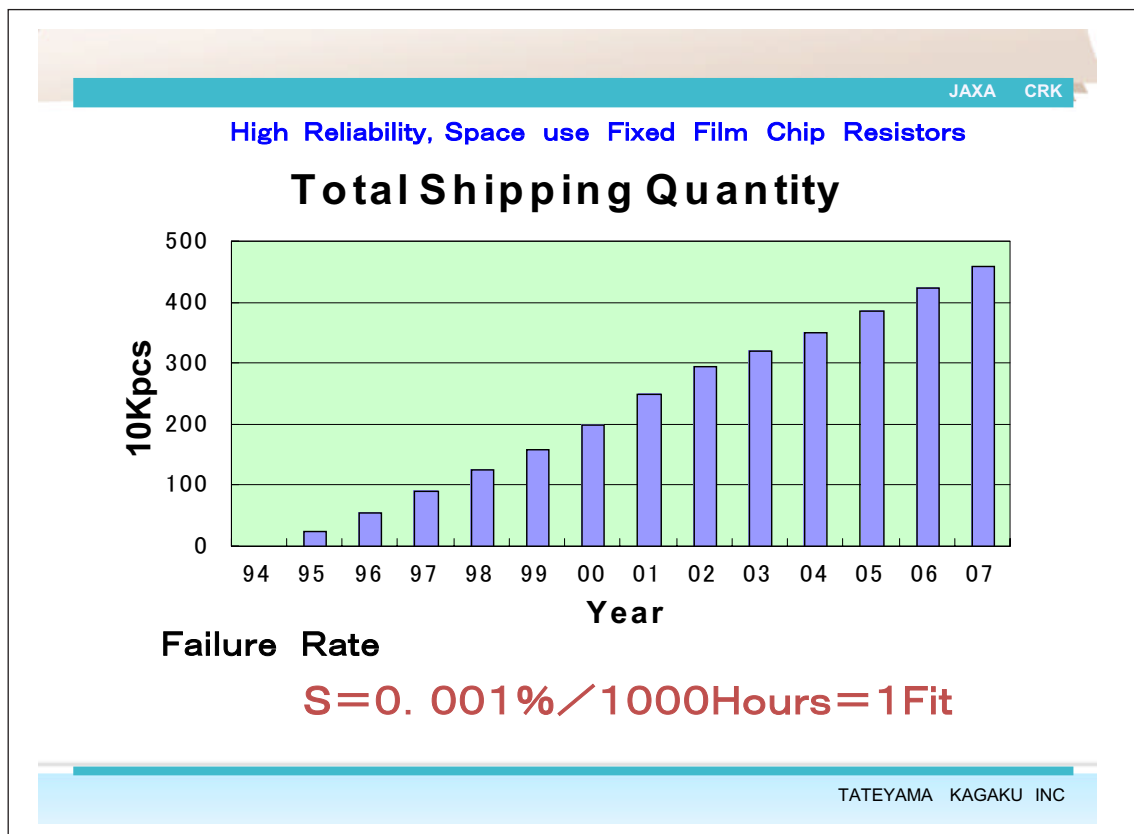 JAXA CRK
High Reliability, Space use Fixed Film Chip Resistors
Total Shipping Quantity
500
400
300
200
100
0
10Kpcs
94 95 96 97 98 99 00 01 02 03 04 05 06 07
Year
Failure Rate
S＝0. 001%／1000Hours＝1Fit
TATEYAMA KAGAKU INC